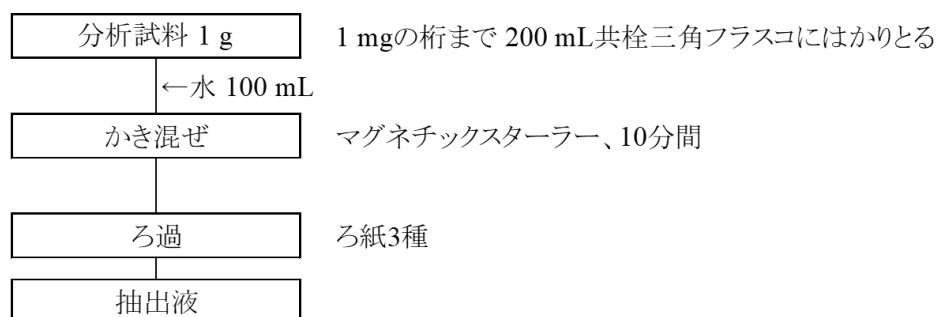 分析試料 1 g 1 mgの桁まで 200 mL共栓三角フラスコにはかりとる
←水 100 mL
かき混ぜ マグネチックスターラー、10分間
ろ過 ろ紙3種
抽出液